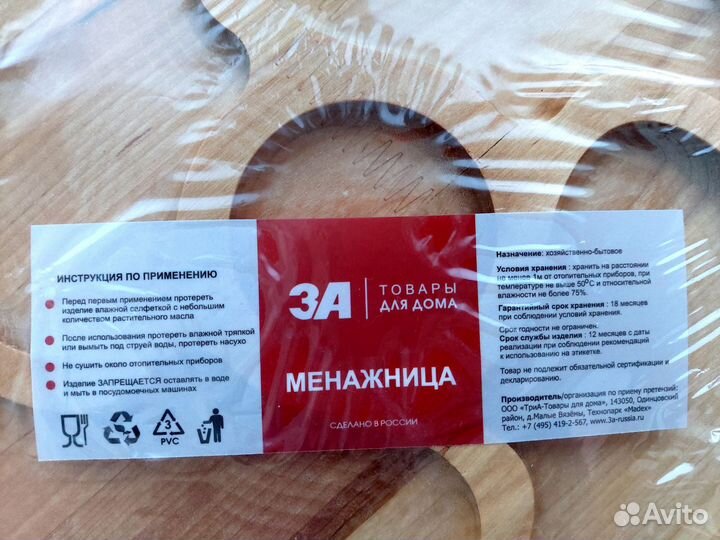 ИНСТРУКЦИЯ ПО ПРИМЕНЕНИЮ
Перед первым применением протереть
изделие влажной салфеткой с небольшим
количеством растительного масла
После использования протереть влажной тряпкой
или вымыть под струей воды, протереть насухо
Не сушить около отопительных приборов
Изделие ЗАПРЕЩАЕТСЯ оставлять в воде
и мыть в посудомоечных машинах
3
PVC
ЗА
ТОВАРЫ
ДЛЯ ДОМА
МЕНАЖНИЦА
СДЕЛАНО В РОССИИ
Назначение: хозяйственно-бытовое
Условия хранения : хранить на расстоянии
не менее 1м от отопительных приборов, при
температуре не выше 50⁰С и относительной
влажности не более 75%.
Гарантийный срок хранения : 18 месяцев
при соблюдении условий хранения.
Срок годности не ограничен.
Срок службы изделия : 12 месяцев с даты
реализации при соблюдении рекомендаций
к использованию на этикетке.
Товар не подлежит обязательной сертификации и
декларированию.
Производитель/организация по приему претензий:
ООО «ТриА-Товары для дома», 143050, Одинцовский
район, д.Малые Вязёмы, Технопарк «Madex»
Тел.: +7 (495) 419-2-567, www.3a-russia.ru
Avito